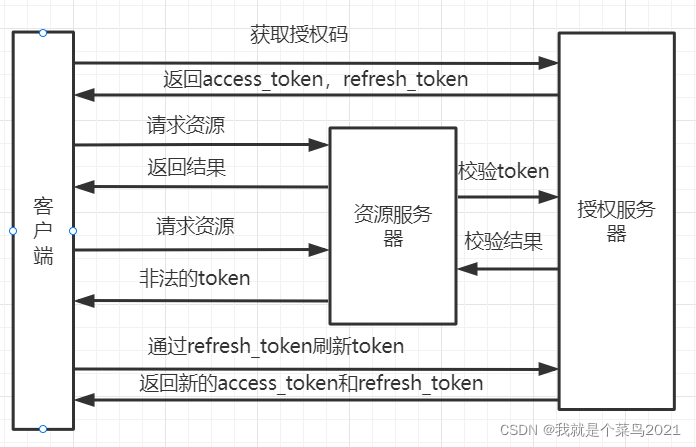 获取授权码
返回access_token，refresh_token
请求资源
返回结果
校验token
客
户
端
资源服务
器
授权服务
器
请求资源
校验结果
非法的token
通过refresh_token刷新token
返回新的access_token和refresh_token
CSDN @我就是个菜鸟2021